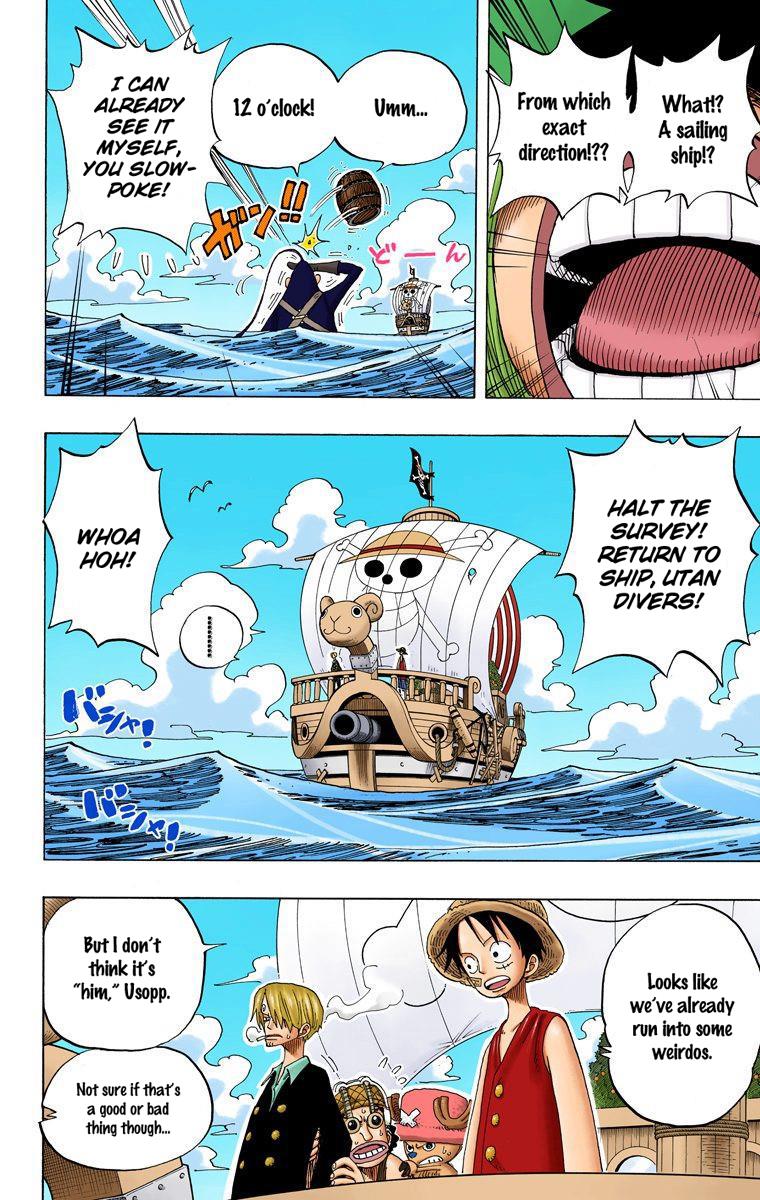 What!?
A sailing
ship!?
From which
exact
direction!??
Umm...
12 o'clock!
I CAN
ALREADY
SEE IT
MYSELF,
YOU SLOW-
POKE!
ガーン!!
どーん
HALT THE
SURVEY!
RETURN TO
SHIP, UTAN
DIVERS!
WHOA
HOH!
バシャ!
バシャ!
Looks like
we've already
run into some
weirdos.
But I don't
think it's
"him," Usopp.
Not sure if that's
a good or bad
thing though...